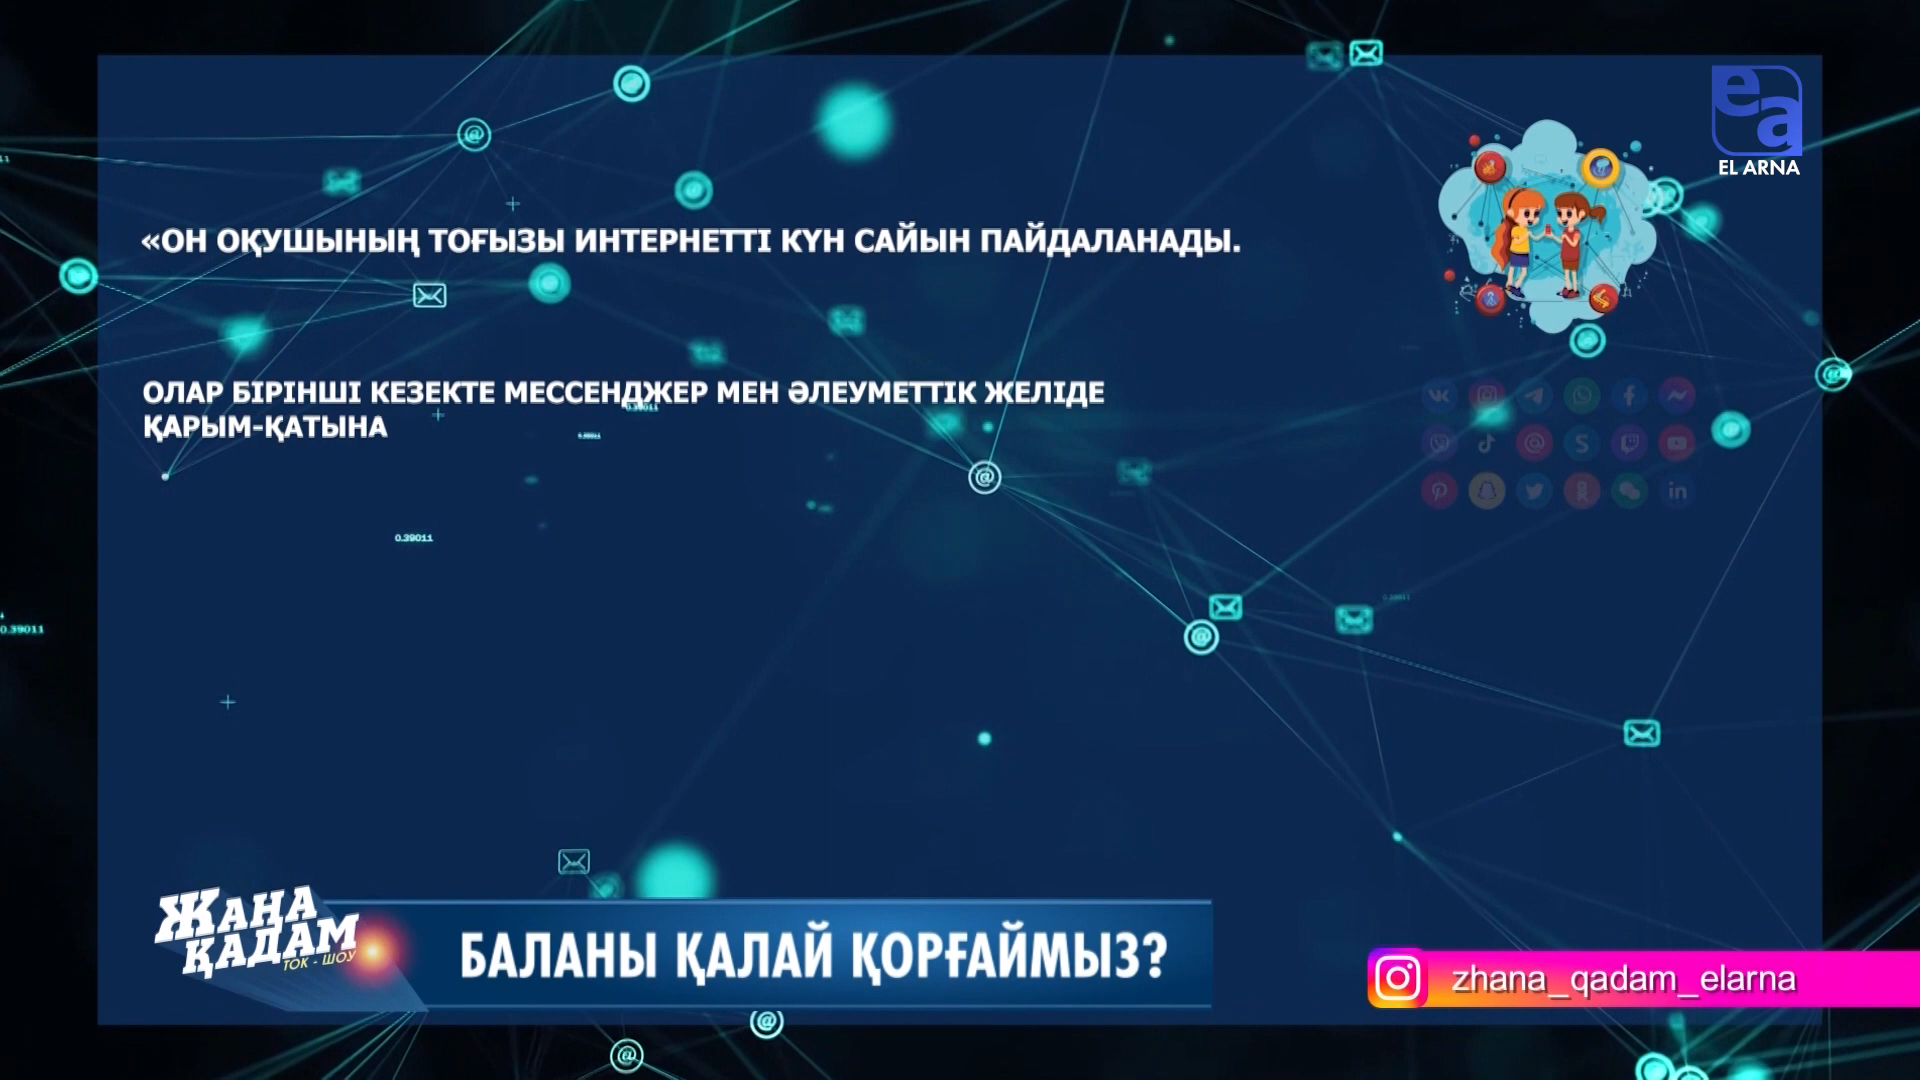 EL ARNA
«ОН ОҚУШЫНЫҢ ТОҒЫЗЫ ИНТЕРНЕТТІ КҮН САЙЫН ПАЙДАЛАНАДЫ.
ОЛАР БІРІНШІ КЕЗЕКТЕ МЕССЕНДЖЕР МЕН ӘЛЕУМЕТТІК ЖЕЛІДЕ
ҚАРЫМ-ҚАТЫНА
0.39011
0.39011
ЖАҢА
ҚАДАМ
ТОК - ШОУ
БАЛАНЫ ҚАЛАЙ ҚОРҒАЙМЫЗ?
zhana_qadam_elarna